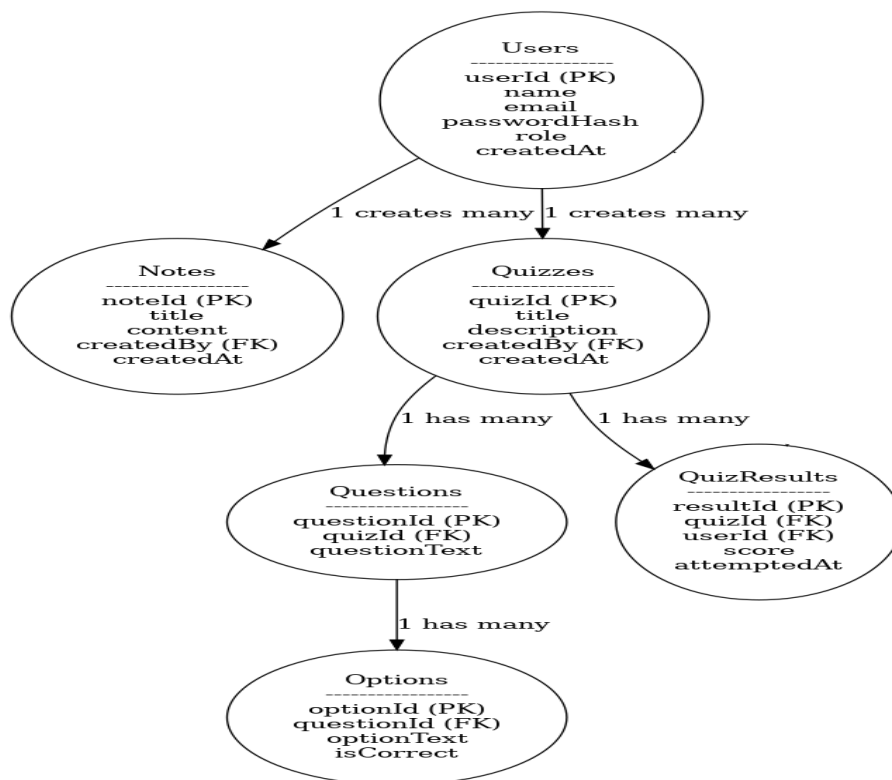 Users
------------------
userId (PK)
name
email
passwordHash
role
createdAt
1 creates many
1 creates many
Notes
------------------
noteId (PK)
title
content
createdBy (FK)
createdAt
Quizzes
------------------
quizId (PK)
title
description
createdBy (FK)
createdAt
1 has many
1 has many
Questions
------------------
questionId (PK)
quizId (FK)
questionText
QuizResults
------------------
resultId (PK)
quizId (FK)
userId (FK)
score
attemptedAt
1 has many
Options
------------------
optionId (PK)
questionId (FK)
optionText
isCorrect